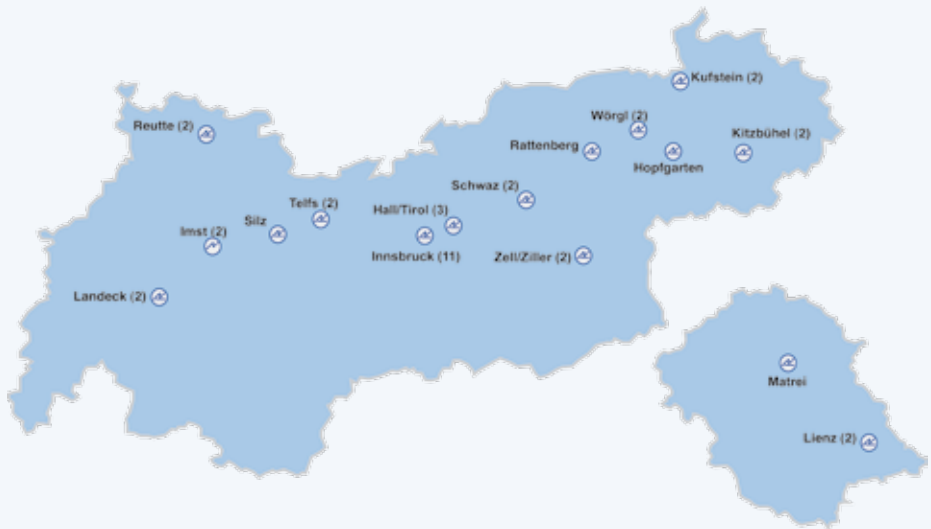 Kufstein (2)
Wörgl (2)
Reutte (2)
Kitzbühel (2)
Rattenberg
Hopfgarten
Schwaz (2)
Telfs (2)
Hall/Tirol (3)
Silz
Imst (2)
Innsbruck (11)
Zell/Ziller (2)
Landeck (2)
Matrei
Lienz (2)